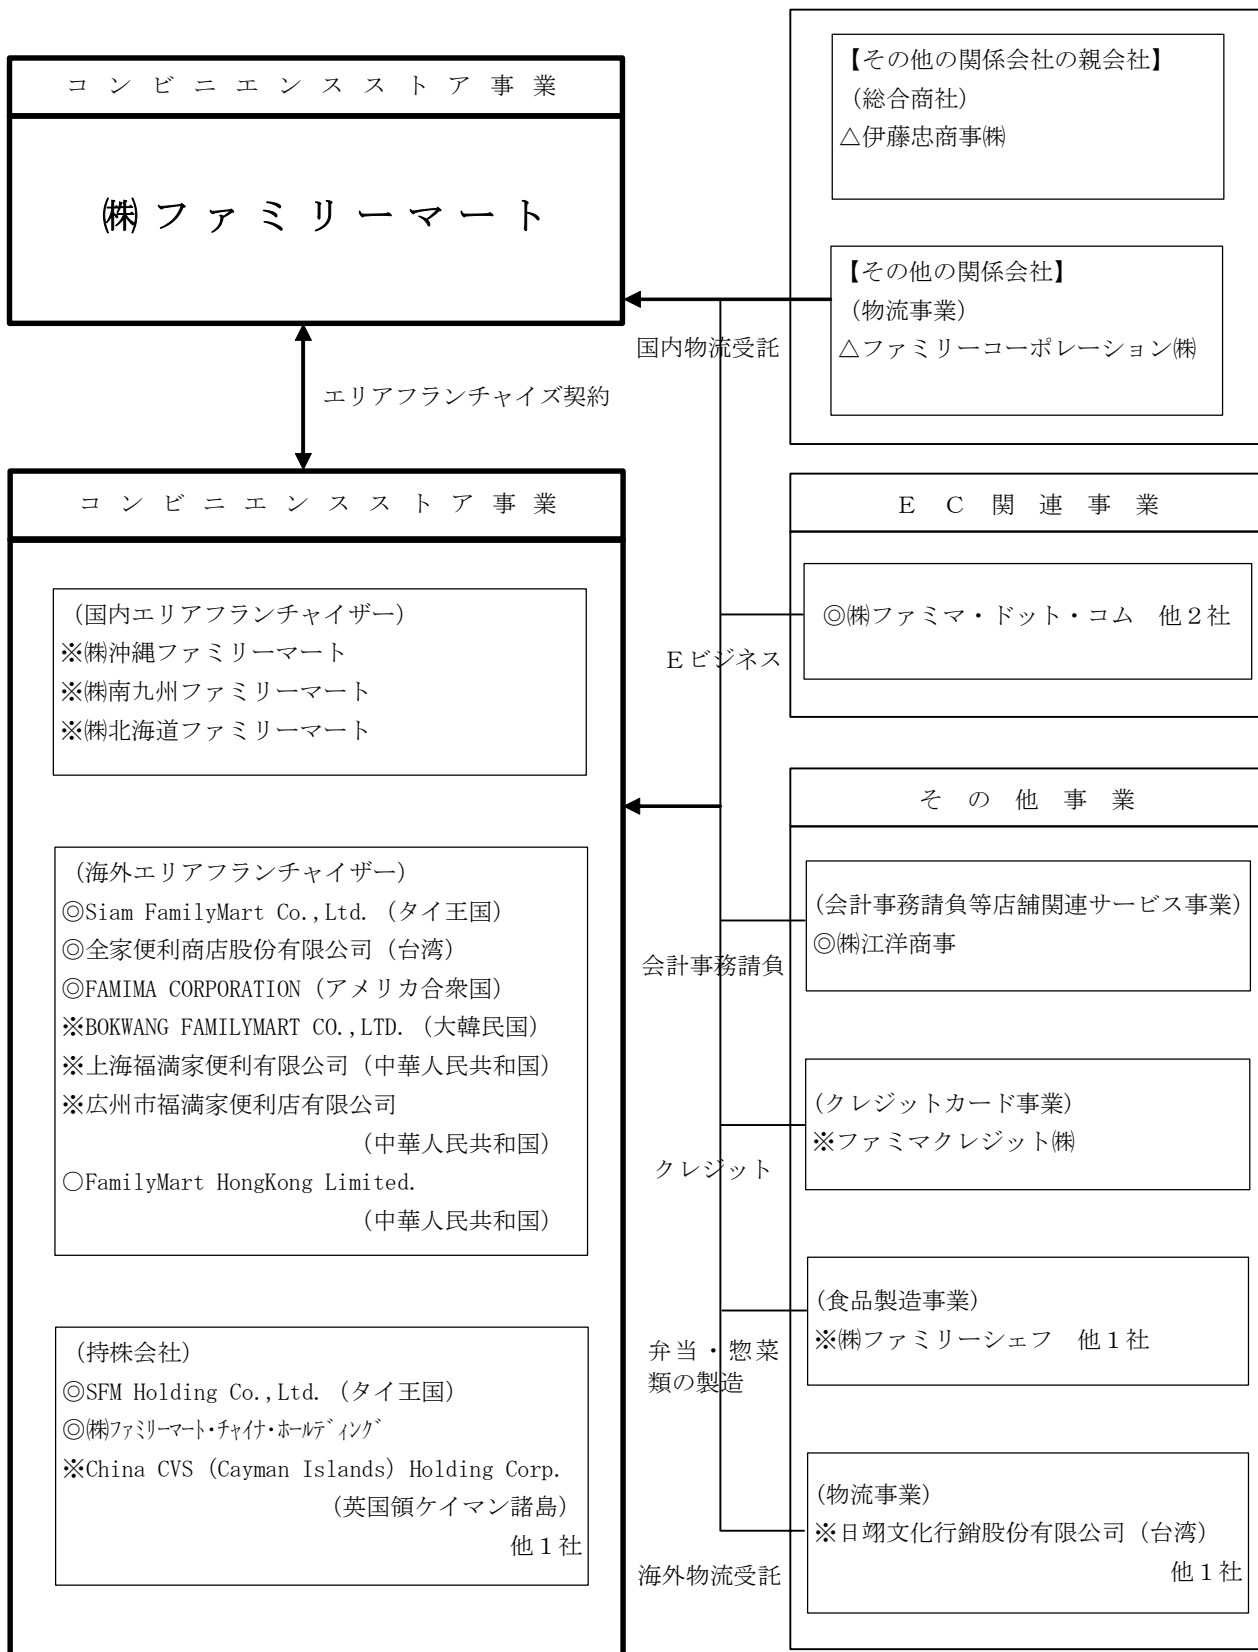 コンビニエンスストア事業
㈱ファミリーマート
エリアフランチャイズ契約
コンビニエンスストア事業
（国内エリアフランチャイザー）
※㈱沖縄ファミリーマート
※㈱南九州ファミリーマート
※㈱北海道ファミリーマート
（海外エリアフランチャイザー）
◎Siam FamilyMart Co.,Ltd.（タイ王国）
◎全家便利商店股份有限公司（台湾）
◎FAMIMA CORPORATION（アメリカ合衆国）
※BOKWANG FAMILYMART CO.,LTD.（大韓民国）
※上海福満家便利有限公司（中華人民共和国）
※広州市福満家便利店有限公司
（中華人民共和国）
○FamilyMart HongKong Limited.
（中華人民共和国）
（持株会社）
◎SFM Holding Co.,Ltd.（タイ王国）
◎㈱ﾌｧﾐﾘｰﾏｰﾄ・ﾁｬｲﾅ・ﾎｰﾙﾃﾞｨﾝｸﾞ
※China CVS (Cayman Islands) Holding Corp.
（英国領ケイマン諸島）
他１社
【その他の関係会社の親会社】
（総合商社）
△伊藤忠商事㈱
【その他の関係会社】
（物流事業）
△ファミリーコーポレーション㈱
国内物流受託
ＥＣ関連事業
◎㈱ファミマ・ドット・コム　他２社
Ｅビジネス
その他事業
(会計事務請負等店舗関連サービス事業)
◎㈱江洋商事
会計事務請負
(クレジットカード事業)
※ファミマクレジット㈱
クレジット
(食品製造事業)
※㈱ファミリーシェフ　他１社
弁当・惣菜
類の製造
(物流事業)
※日翊文化行銷股份有限公司（台湾）
他１社
海外物流受託